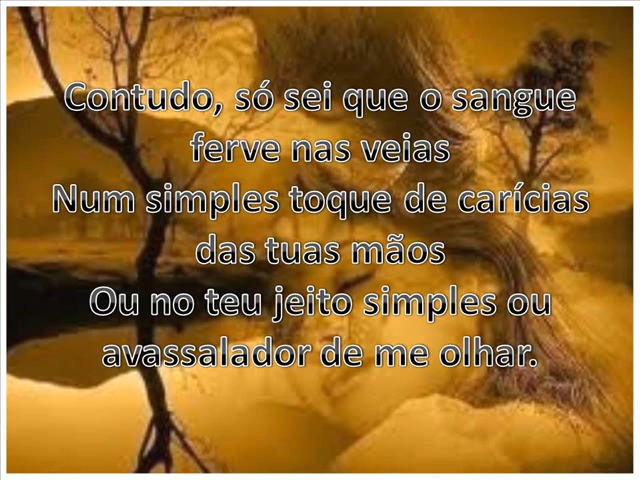 Contudo, só sei que o sangue
ferve nas veias
Num simples toque de carícias
das tuas mãos
Ou no teu jeito simples ou
avassalador de me olhar.